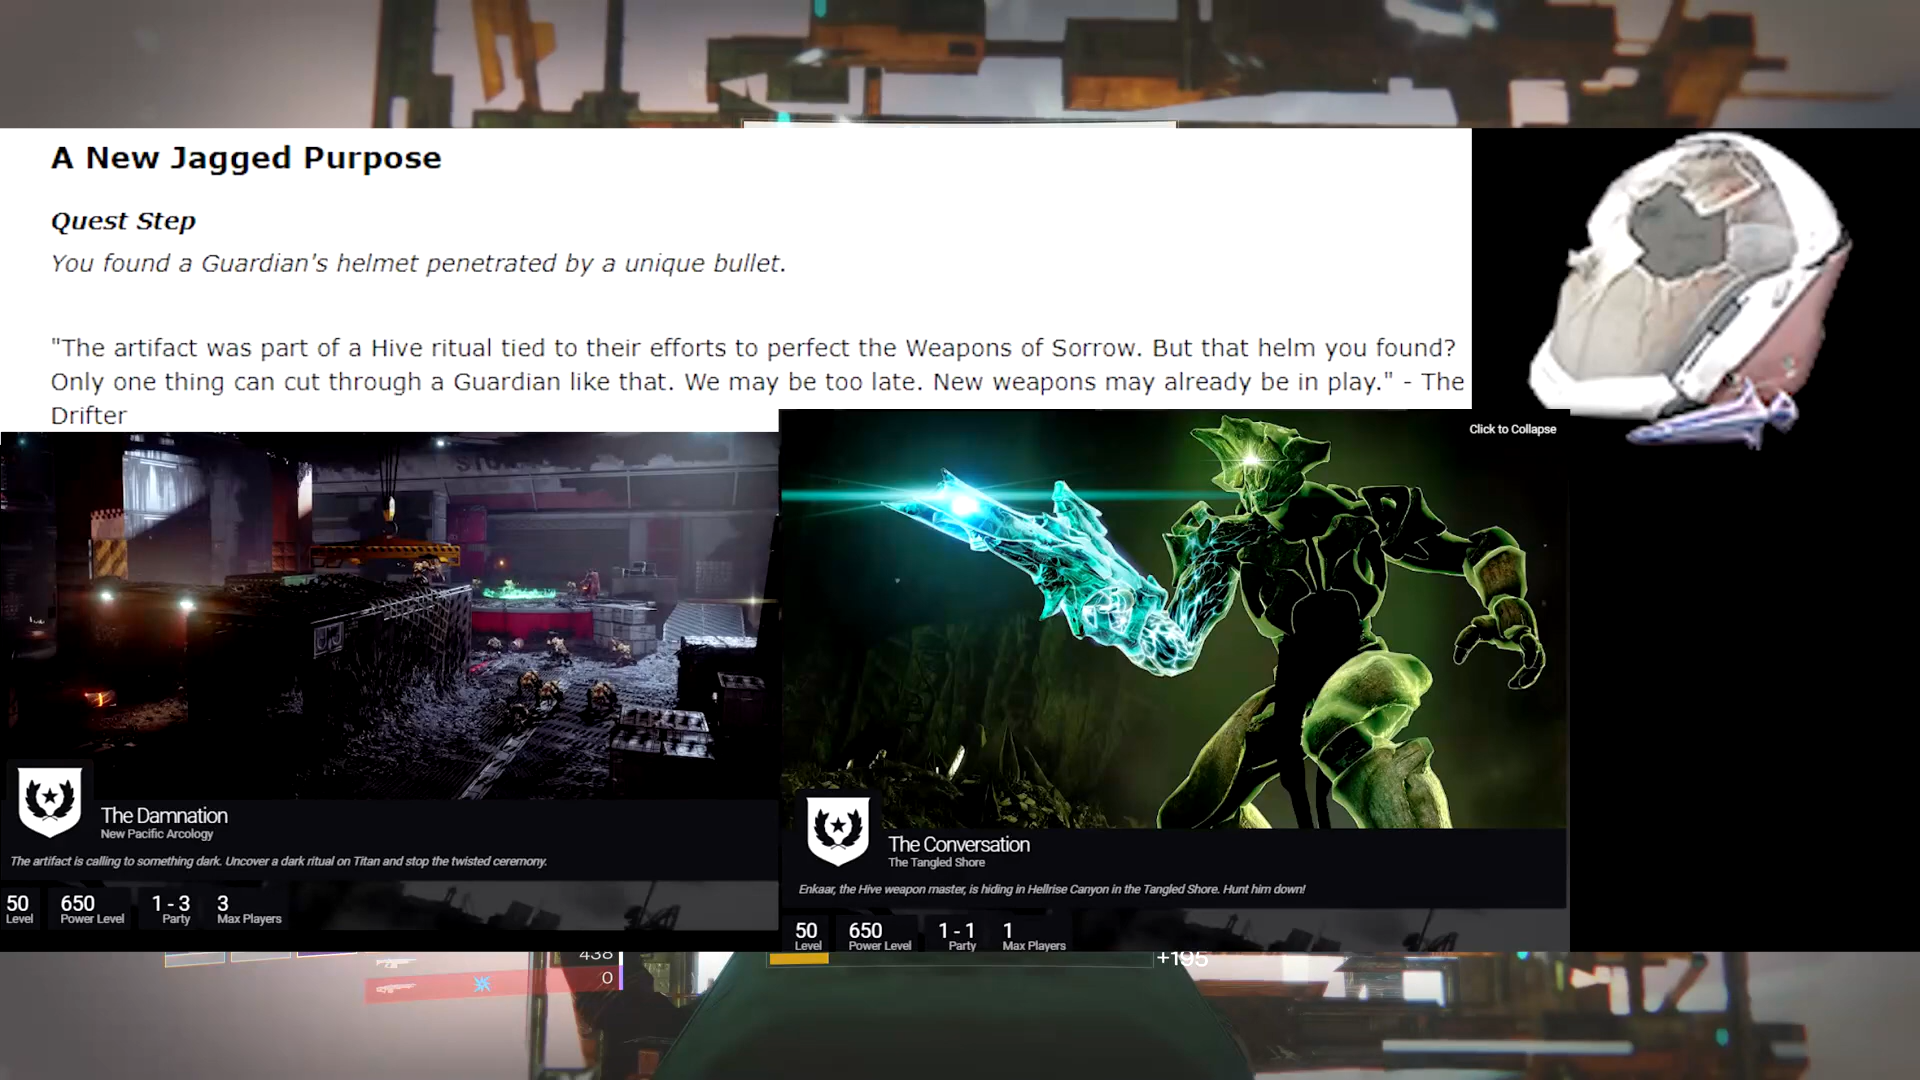 A New Jagged Purpose
Quest Step
You found a Guardian's helmet penetrated by a unique bullet.
"The artifact was part of a Hive ritual tied to their efforts to perfect the Weapons of Sorrow. But that helm you found?
Only one thing can cut through a Guardian like that. We may be too late. New weapons may already be in play." - The
Drifter
Click to Collapse
The Damnation
New Pacific Arcology
The artifact is calling to something dark. Uncover a dark ritual on Titan and stop the twisted ceremony.
50 650 1 - 3 3
Level Power Level Party Max Players
The Conversation
The Tangled Shore
Enkaar, the Hive weapon master, is hiding in Hellrise Canyon in the Tangled Shore. Hunt him down!
50 650 1 - 1 1
Level Power Level Party Max Players
438
0
+195